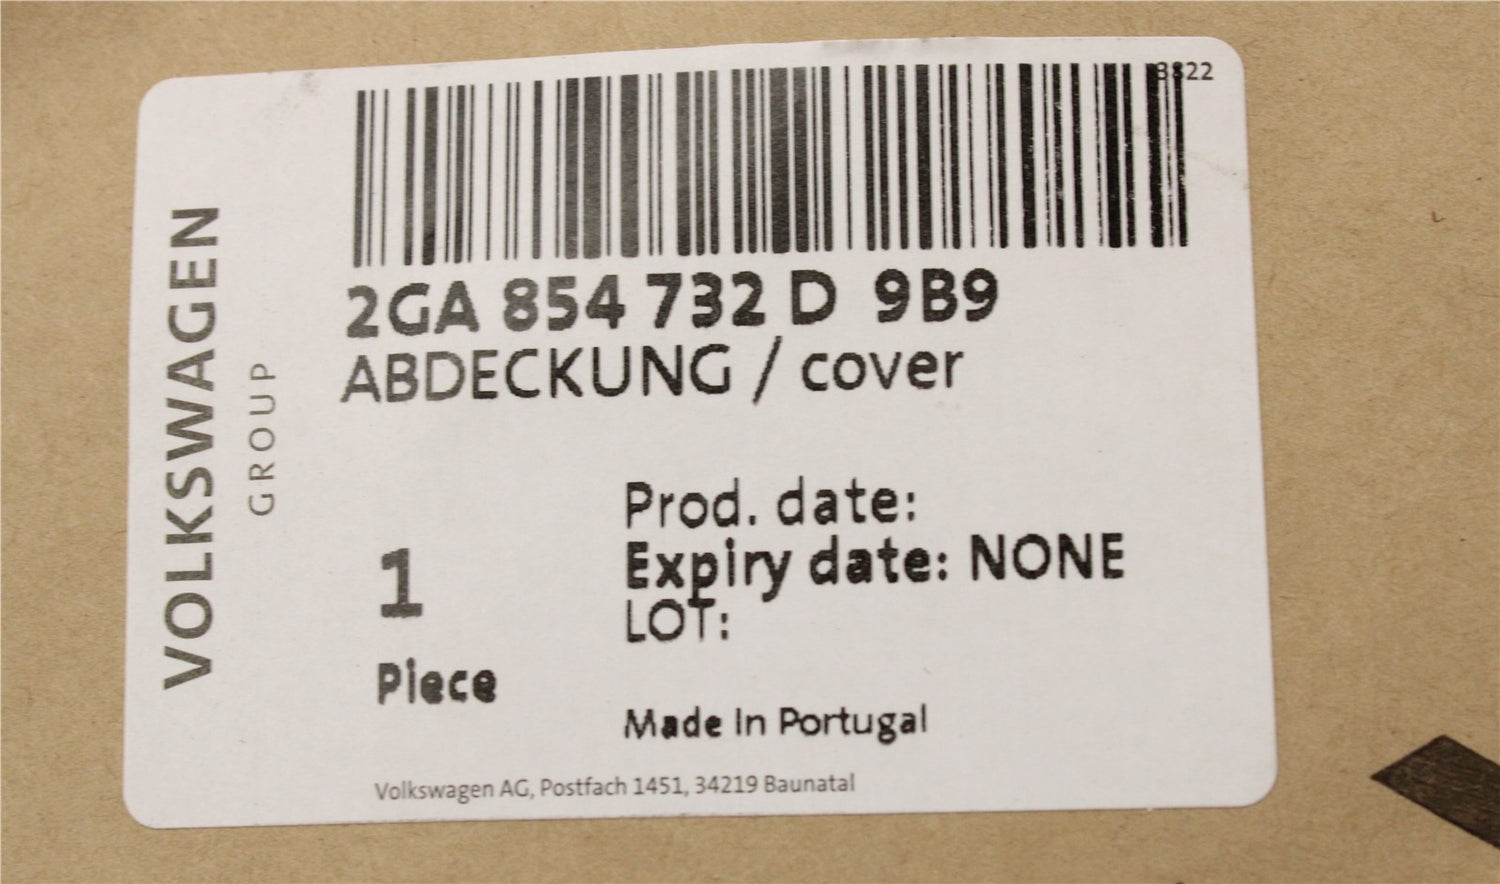 3822
2GA 854 732 D 9B9
ABDECKUNG / cover
VOLKSWAGEN
GROUP
Prod. date:
Expiry date: NONE
LOT:
1
Piece
Made In Portugal
Volkswagen AG, Postfach 1451, 34219 Baunatal